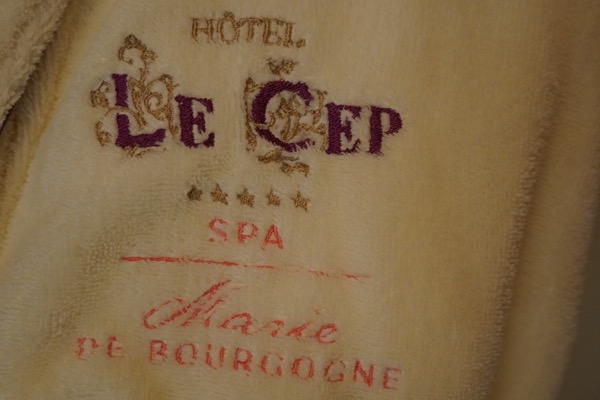 HÔTEL
LE CEP
SPA
Marie
DE BOURGOGNE